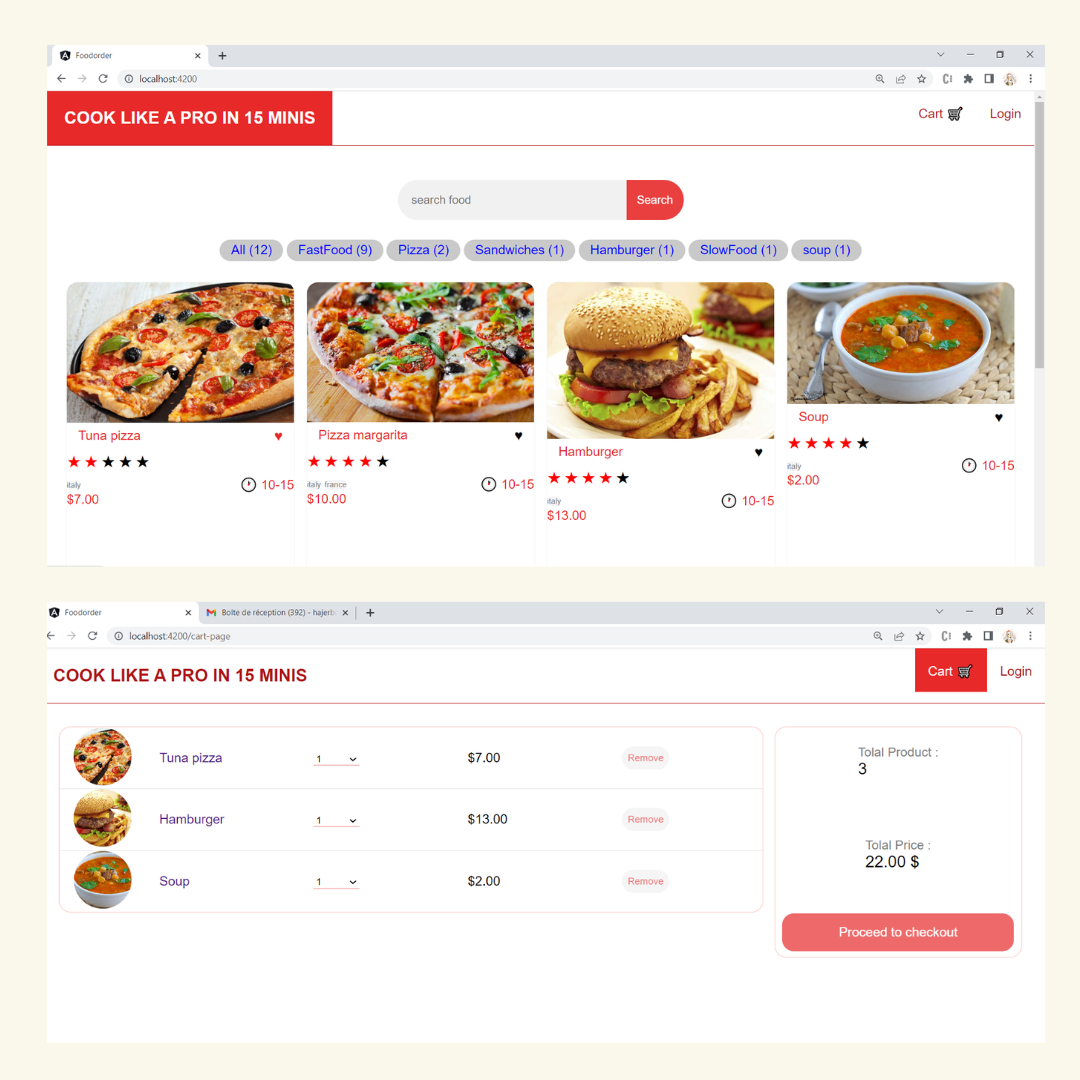 Foodorder
localhost:4200
COOK LIKE A PRO IN 15 MINIS
Cart
Login
search food
Search
All (12)
FastFood (9)
Pizza (2)
Sandwiches (1)
Hamburger (1)
SlowFood (1)
soup (1)
Tuna pizza
italy
10-15
$7.00
Pizza margarita
italy france
10-15
$10.00
Hamburger
italy
10-15
$13.00
Soup
italy
10-15
$2.00
Foodorder
Boîte de réception (392) - hajerb
localhost:4200/cart-page
COOK LIKE A PRO IN 15 MINIS
Cart
Login
Tuna pizza
1
$7.00
Remove
Hamburger
1
$13.00
Remove
Soup
1
$2.00
Remove
Tolal Product :
3
Tolal Price :
22.00 $
Proceed to checkout